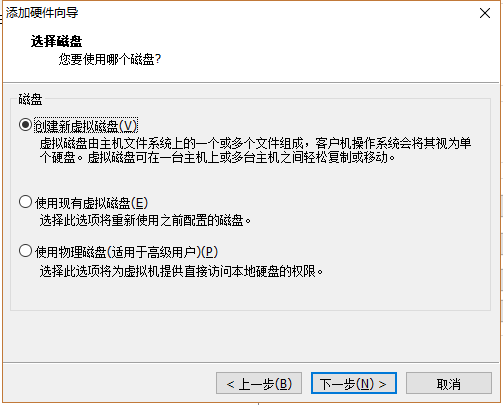 添加硬件向导
选择磁盘
您要使用哪个磁盘?
磁盘
创建新虚拟磁盘(V)
虚拟磁盘由主机文件系统上的一个或多个文件组成，客户机操作系统会将其视为单
个硬盘。虚拟磁盘可在一台主机上或多台主机之间轻松复制或移动。
使用现有虚拟磁盘(E)
选择此选项将重新使用之前配置的磁盘。
使用物理磁盘(适用于高级用户)(P)
选择此选项将为虚拟机提供直接访问本地硬盘的权限。
< 上一步(B) 下一步(N) > 取消